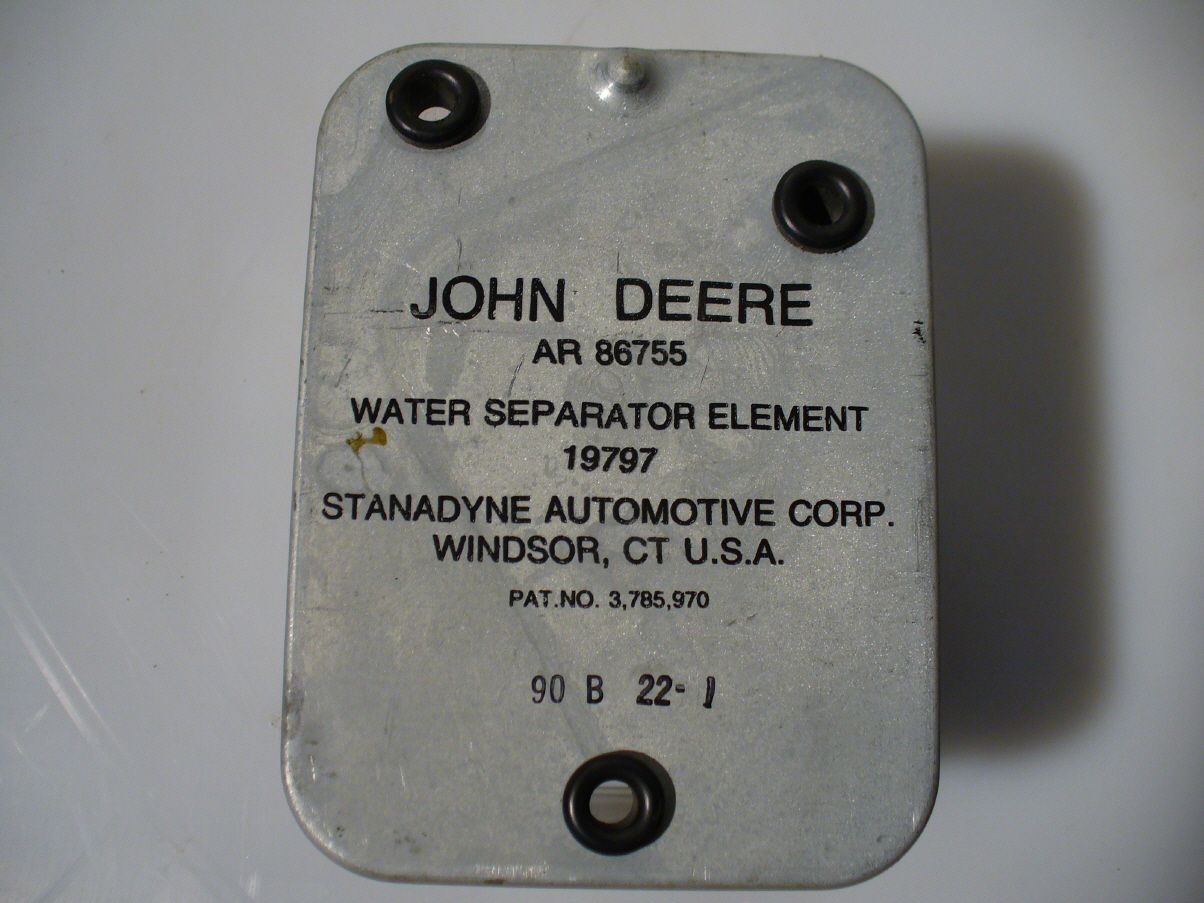 JOHN DEERE
AR 86755
WATER SEPARATOR ELEMENT
19797
STANADYNE AUTOMOTIVE CORP.
WINDSOR, CT U.S.A.
PAT.NO. 3,785,970
90 B 22- 1